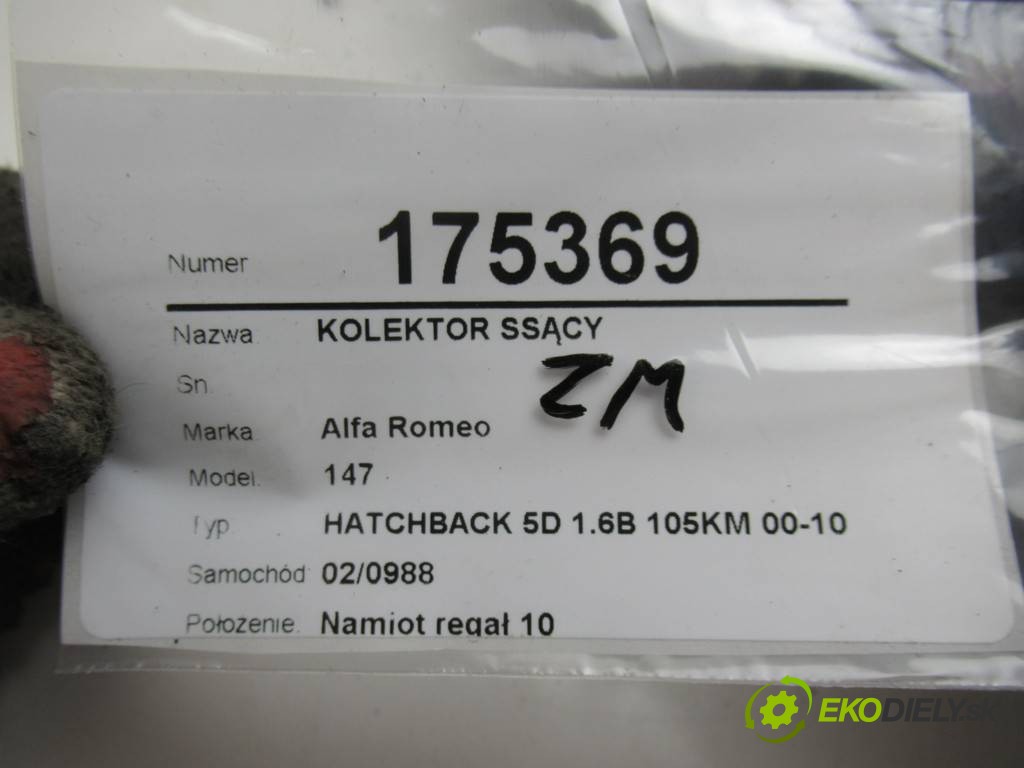 Numer 175369
Nazwa KOLEKTOR SSĄCY
ZM
Sn.
Marka Alfa Romeo
Model. 147
Typ HATCHBACK 5D 1.6B 105KM 00-10
Samochód 02/0988
Położenie. Namiot regał 10
EKODIELY.sk